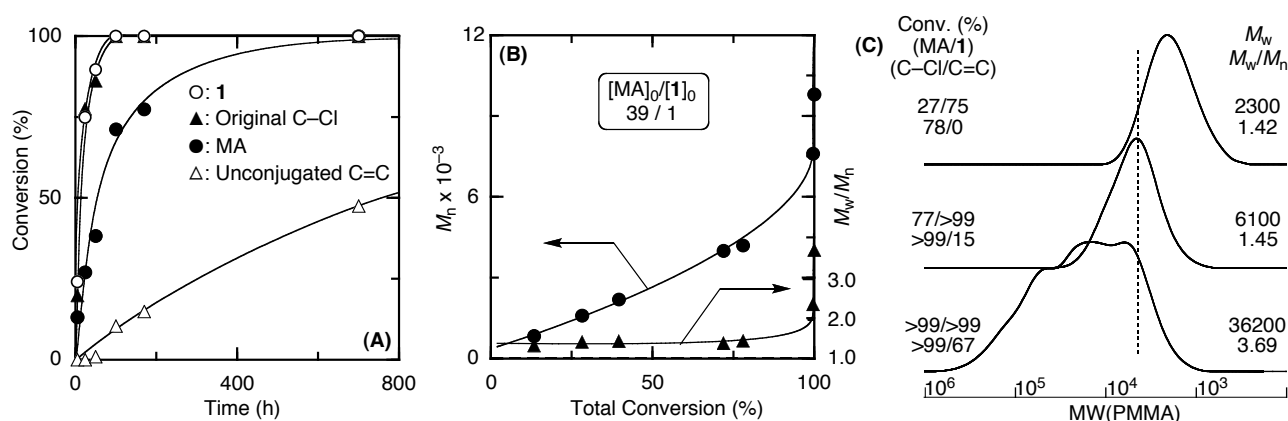 100
50
0
Conversion (%)
○: 1
▲: Original C–Cl
●: MA
△: Unconjugated C=C
(A)
0
400
800
Time (h)
12
6
0
Mn x 10⁻³
(B)
[MA]0/[1]0
39 / 1
3.0
2.0
1.0
Mw/Mn
0
50
100
Total Conversion (%)
(C)
Conv. (%)
(MA/1)
(C–Cl/C=C)
Mw
Mw/Mn
27/75
78/0
2300
1.42
77/>99
>99/15
6100
1.45
>99/>99
>99/67
36200
3.69
10⁶ 10⁵ 10⁴ 10³
MW(PMMA)